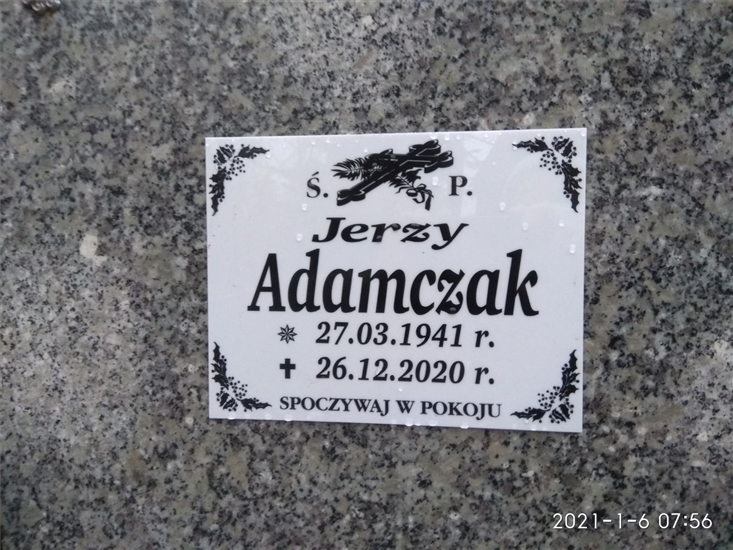 Ś. P.
Jerzy
Adamczak
✵ 27.03.1941 r.
✝ 26.12.2020 r.
SPOCZYWAJ W POKOJU
2021-1-6 07:56